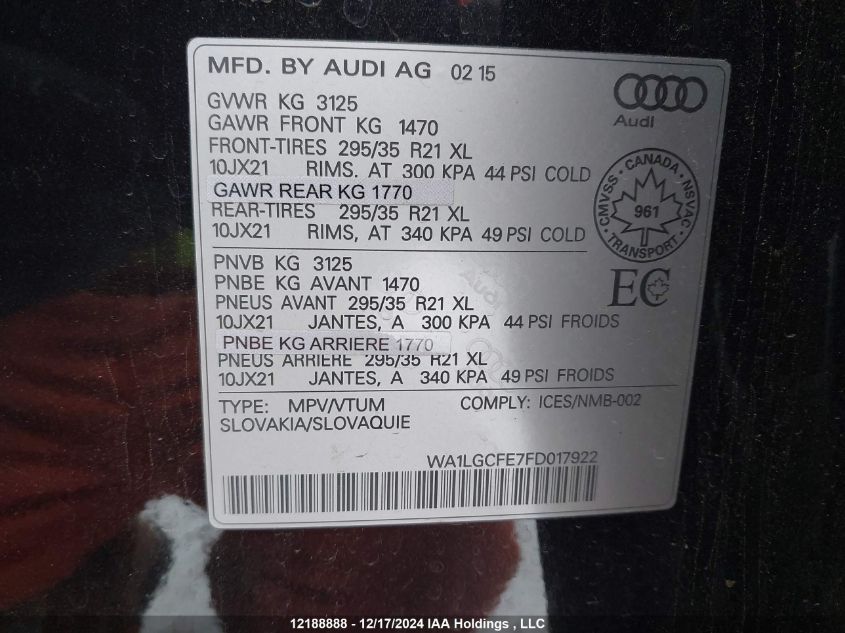 MFD. BY AUDI AG 02 15
Audi
GVWR KG 3125
GAWR FRONT KG 1470
FRONT-TIRES 295/35 R21 XL
10JX21 RIMS. AT 300 KPA 44 PSI COLD
GAWR REAR KG 1770
REAR-TIRES 295/35 R21 XL
10JX21 RIMS, AT 340 KPA 49 PSI COLD
CMVSS · CANADA · NSVAC · TRANSPORT ·
961
PNVB KG 3125
PNBE KG AVANT 1470
PNEUS AVANT 295/35 R21 XL
10JX21 JANTES, A 300 KPA 44 PSI FROIDS
PNBE KG ARRIERE 1770
PNEUS ARRIERE 295/35 R21 XL
10JX21 JANTES, A 340 KPA 49 PSI FROIDS
EC
TYPE: MPV/VTUM COMPLY: ICES/NMB-002
SLOVAKIA/SLOVAQUIE
WA1LGCFE7FD017922
12188888 - 12/17/2024 IAA Holdings , LLC